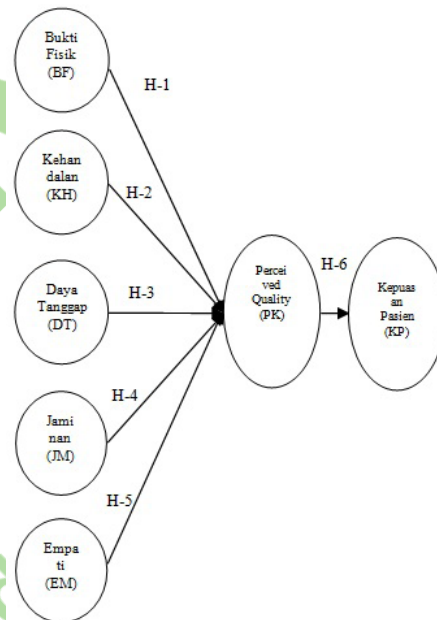 Bukti
Fisik
(BF)
H-1
Kehan
dalan
(KH)
H-2
Daya
Tanggap
(DT)
H-3
Jami
nan
(JM)
H-4
Empa
ti
(EM)
H-5
Percei
ved
Quality
(PK)
H-6
Kepuas
an
Pasien
(KP)